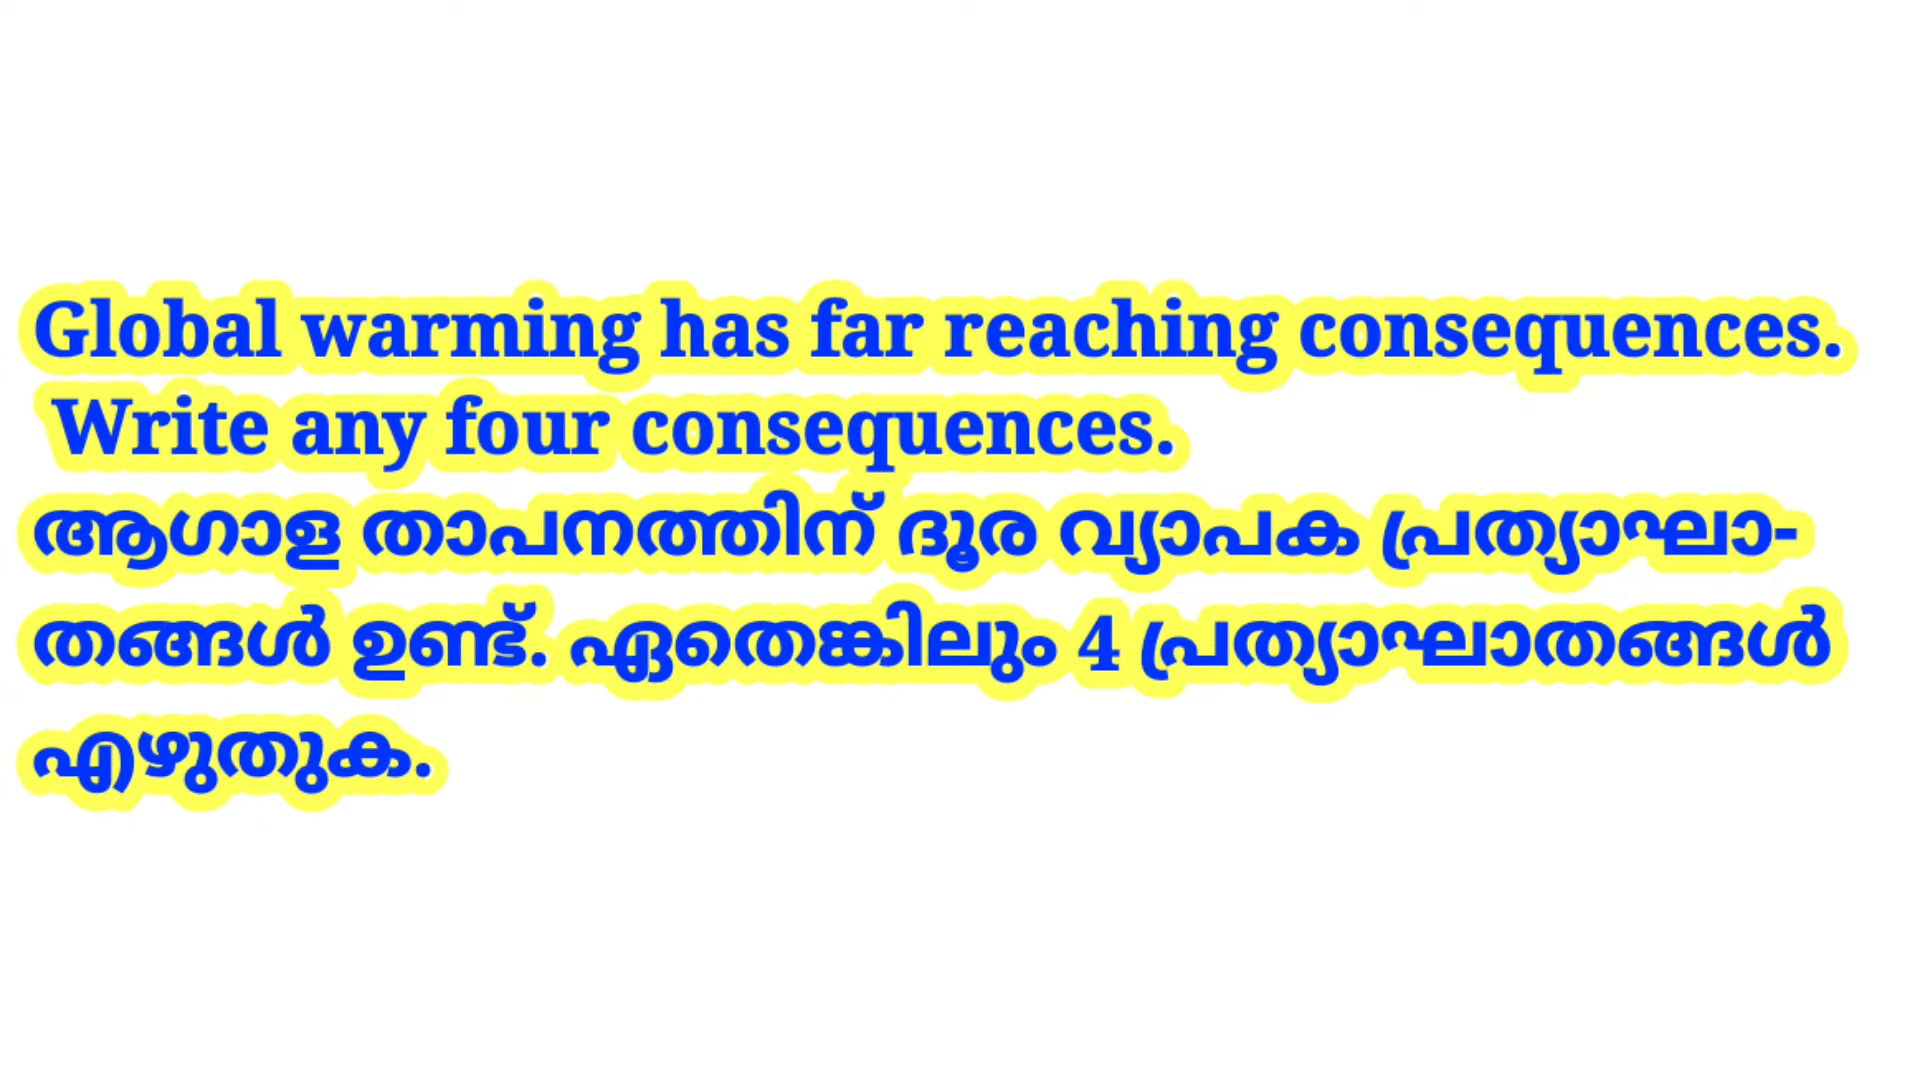 Global warming has far reaching consequences.
Write any four consequences.
ആഗാള താപനത്തിന് ദൂര വ്യാപക പ്രത്യാഘാ-
തങ്ങൾ ഉണ്ട്. ഏതെങ്കിലും 4 പ്രത്യാഘാതങ്ങൾ
എഴുതുക.